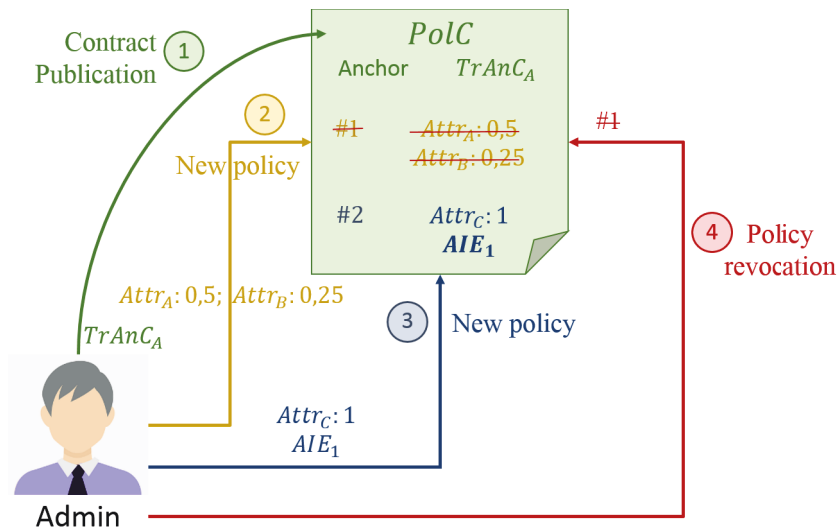 Contract
Publication
1
PolC
Anchor TrAnC_A
2
New policy
#1 Attr_A: 0,5
Attr_B: 0,25
#1
#2 Attr_C: 1
AIE_1
4 Policy
revocation
Attr_A: 0,5; Attr_B: 0,25
3 New policy
TrAnC_A
Attr_C: 1
AIE_1
Admin